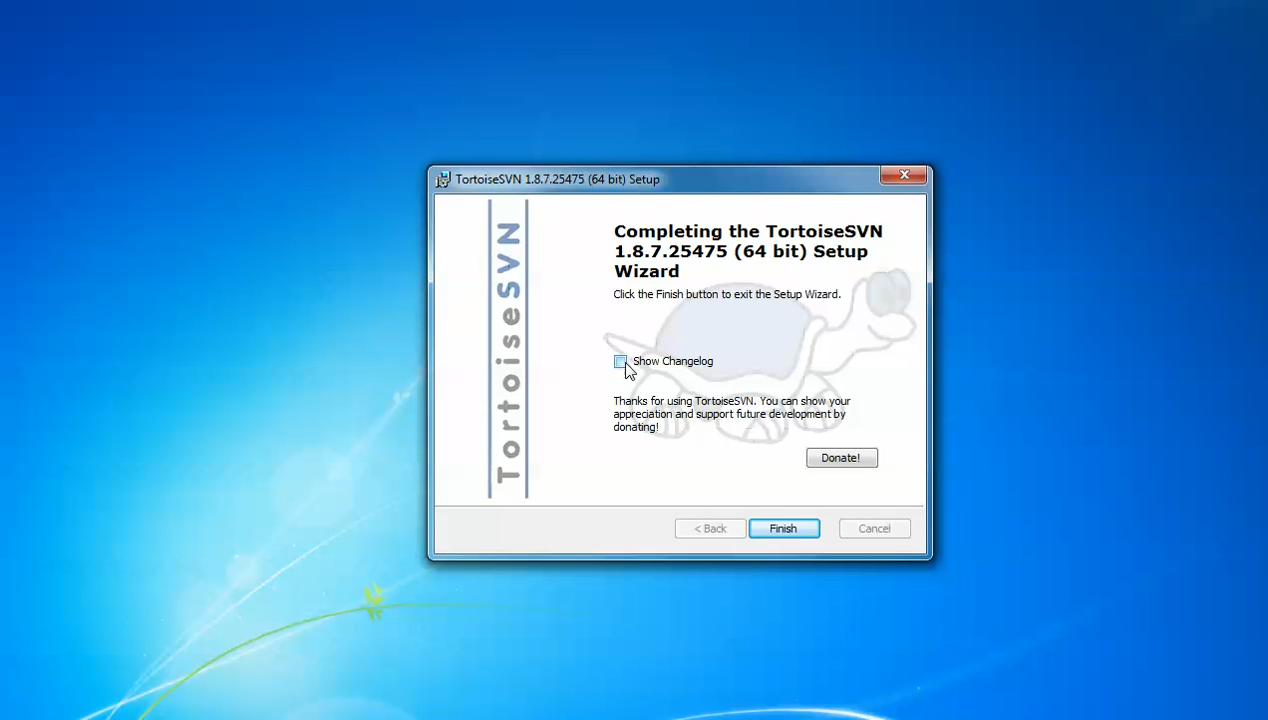 TortoiseSVN 1.8.7.25475 (64 bit) Setup
TortoiseSVN
Completing the TortoiseSVN
1.8.7.25475 (64 bit) Setup
Wizard
Click the Finish button to exit the Setup Wizard.
Show Changelog
Thanks for using TortoiseSVN. You can show your
appreciation and support future development by
donating!
Donate!
< Back
Finish
Cancel